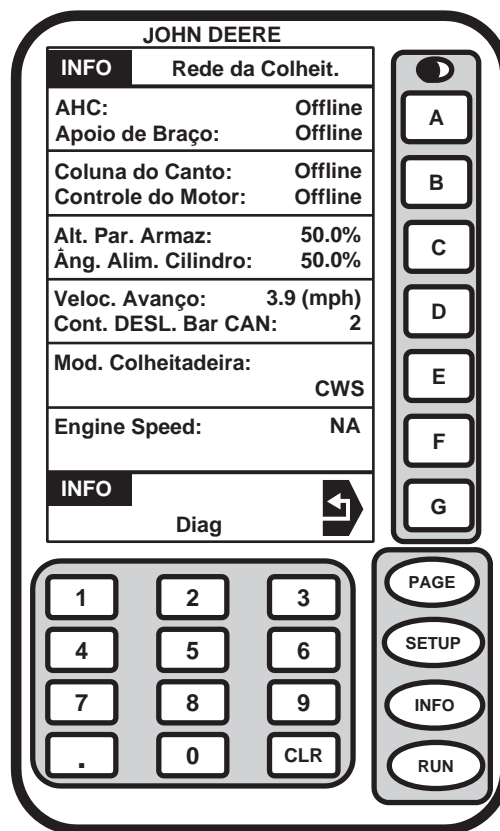 JOHN DEERE
INFO Rede da Colheit.
AHC: Offline
Apoio de Braço: Offline
Coluna do Canto: Offline
Controle do Motor: Offline
Alt. Par. Armaz: 50.0%
Âng. Alim. Cilindro: 50.0%
Veloc. Avanço: 3.9 (mph)
Cont. DESL. Bar CAN: 2
Mod. Colheitadeira:
CWS
Engine Speed: NA
INFO
Diag
A
B
C
D
E
F
G
1 2 3
4 5 6
7 8 9
. 0 CLR
PAGE
SETUP
INFO
RUN